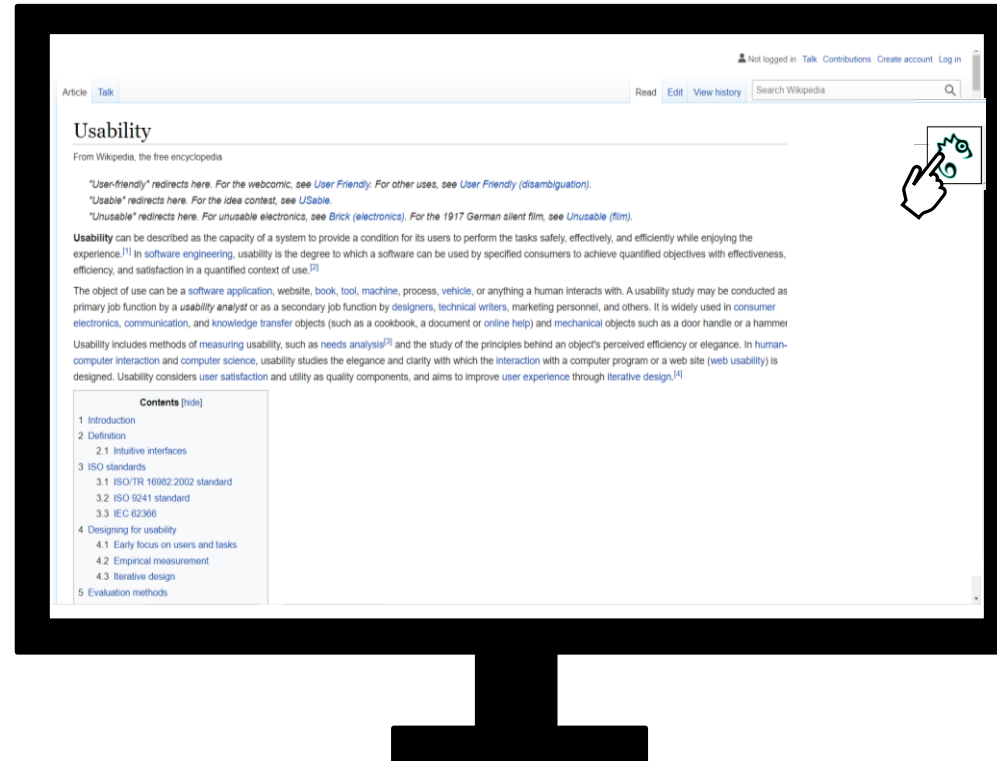 Not logged in Talk Contributions Create account Log in
Article Talk Read Edit View history Search Wikipedia
Usability
From Wikipedia, the free encyclopedia
"User-friendly" redirects here. For the webcomic, see User Friendly. For other uses, see User Friendly (disambiguation).
"Usable" redirects here. For the idea contest, see USable.
"Unusable" redirects here. For unusable electronics, see Brick (electronics). For the 1917 German silent film, see Unusable (film).
Usability can be described as the capacity of a system to provide a condition for its users to perform the tasks safely, effectively, and efficiently while enjoying the
experience.[1] In software engineering, usability is the degree to which a software can be used by specified consumers to achieve quantified objectives with effectiveness,
efficiency, and satisfaction in a quantified context of use.[2]
The object of use can be a software application, website, book, tool, machine, process, vehicle, or anything a human interacts with. A usability study may be conducted as
primary job function by a usability analyst or as a secondary job function by designers, technical writers, marketing personnel, and others. It is widely used in consumer
electronics, communication, and knowledge transfer objects (such as a cookbook, a document or online help) and mechanical objects such as a door handle or a hammer
Usability includes methods of measuring usability, such as needs analysis[3] and the study of the principles behind an object's perceived efficiency or elegance. In human-
computer interaction and computer science, usability studies the elegance and clarity with which the interaction with a computer program or a web site (web usability) is
designed. Usability considers user satisfaction and utility as quality components, and aims to improve user experience through iterative design.[4]
Contents [hide]
1 Introduction
2 Definition
2.1 Intuitive interfaces
3 ISO standards
3.1 ISO/TR 16982:2002 standard
3.2 ISO 9241 standard
3.3 IEC 62366
4 Designing for usability
4.1 Early focus on users and tasks
4.2 Empirical measurement
4.3 Iterative design
5 Evaluation methods